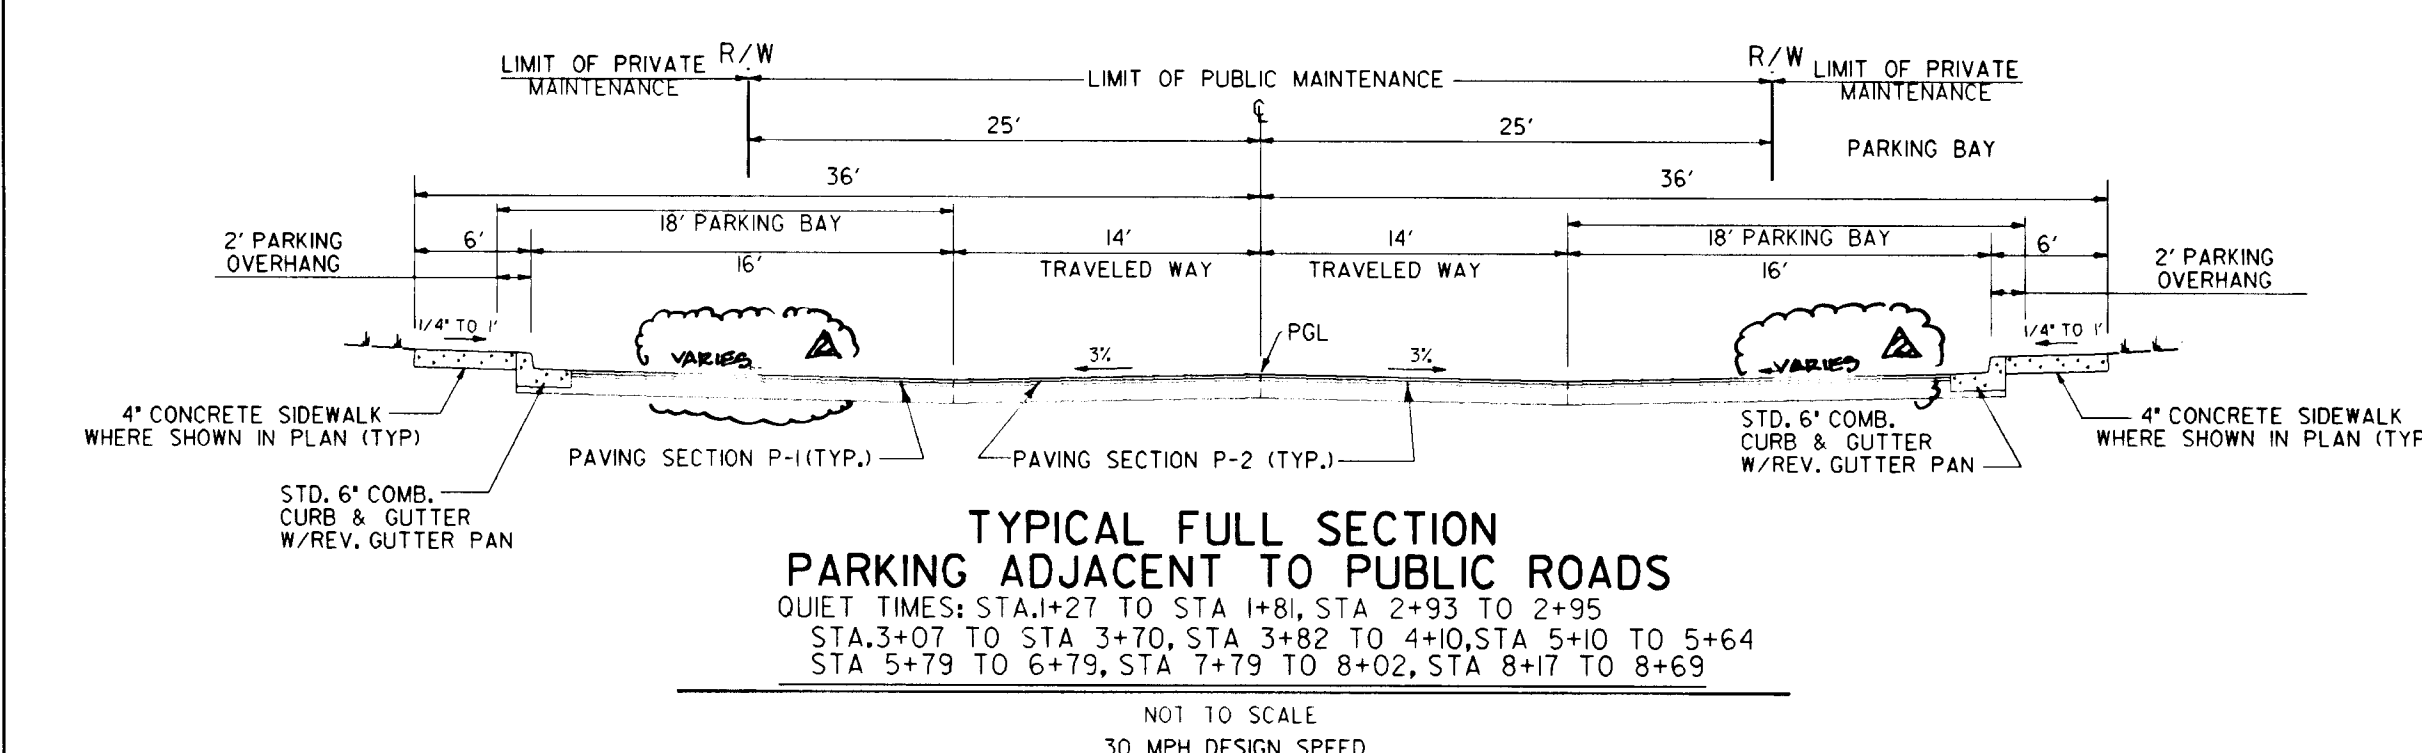 R/W
R/W
LIMIT OF PRIVATE
MAINTENANCE
LIMIT OF PUBLIC MAINTENANCE
LIMIT OF PRIVATE
MAINTENANCE
℄
25'
25'
PARKING BAY
36'
36'
18' PARKING BAY
18' PARKING BAY
2' PARKING
OVERHANG
6'
16'
14'
TRAVELED WAY
14'
TRAVELED WAY
16'
6'
2' PARKING
OVERHANG
1/4" TO 1'
VARIES
3%
PGL
3%
VARIES
1/4" TO 1'
4" CONCRETE SIDEWALK
WHERE SHOWN IN PLAN (TYP)
STD. 6" COMB.
CURB & GUTTER
W/REV. GUTTER PAN
PAVING SECTION P-1(TYP.)
PAVING SECTION P-2 (TYP.)
STD. 6" COMB.
CURB & GUTTER
W/REV. GUTTER PAN
4" CONCRETE SIDEWALK
WHERE SHOWN IN PLAN (TYP
TYPICAL FULL SECTION
PARKING ADJACENT TO PUBLIC ROADS
QUIET TIMES: STA.1+27 TO STA 1+81, STA 2+93 TO 2+95
STA.3+07 TO STA 3+70, STA 3+82 TO 4+10,STA 5+10 TO 5+64
STA 5+79 TO 6+79, STA 7+79 TO 8+02, STA 8+17 TO 8+69
NOT TO SCALE
30 MPH DESIGN SPEED